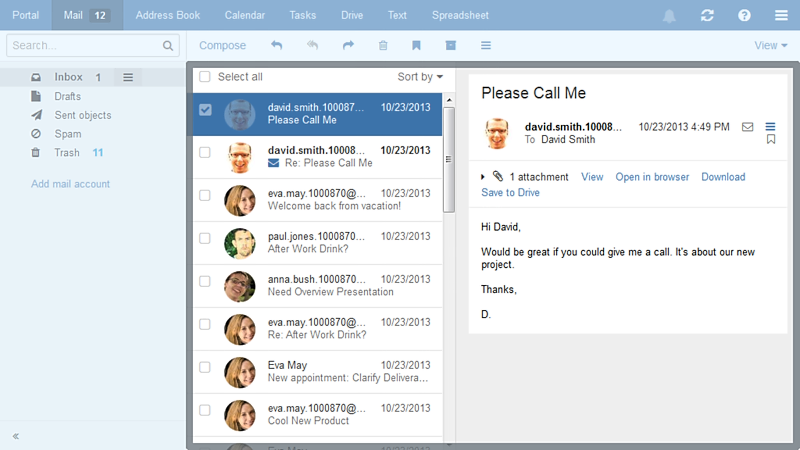 Portal Mail 12 Address Book Calendar Tasks Drive Text Spreadsheet
Search... Compose View
Inbox 1
Drafts
Sent objects
Spam
Trash 11
Add mail account
«
Select all Sort by
david.smith.100087... 10/23/2013
Please Call Me
david.smith.10008... 10/23/2013
Re: Please Call Me
eva.may.1000870@... 10/23/2013
Welcome back from vacation!
paul.jones.1000870... 10/23/2013
After Work Drink?
anna.bush.100087​0... 10/23/2013
Need Overview Presentation
eva.may.1000870@... 10/23/2013
Re: After Work Drink?
Eva May 10/23/2013
New appointment: Clarify Delivera...
eva.may.1000870@... 10/23/2013
Cool New Product
Eva May 10/23/2013
Please Call Me
david.smith.10008... 10/23/2013 4:49 PM
To David Smith
1 attachment View Open in browser Download
Save to Drive
Hi David,
Would be great if you could give me a call. It's about our new
project.
Thanks,
D.